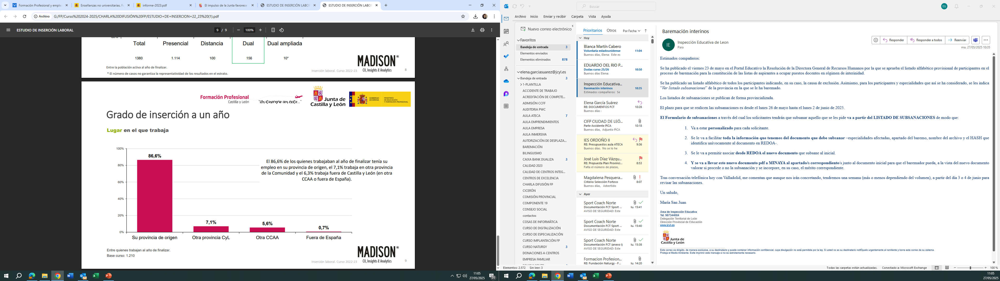 Formación Profesional y emple
Enseñanzas no universitarias. Fo
informe-2023.pdf
El impulso de la Junta favorece
ESTUDIO DE INSERCIÓN LABOR
ESTUDIO DE INSERCIÓN LABOR
Archivo
G:/FP/Curso%202024-2025/CHARLA%20DIFUSIÓN%20FP/ESTUDIO+DE+INSERCION+22_23%20(1).pdf
ESTUDIO DE INSERCIÓN LABORAL
9 / 9
100%
Total Presencial Distancia Dual Dual ampliada
1380 1.114 100 156 10*
Entre la población activa al año de finalizar.
* El número de casos no garantiza la representatividad de los resultados en el estrato.
MADISON
CX, Insights & Analytics
Inserción laboral. Curso 2022-23
8
Formación Profesional
Castilla y León
"Un itinerario con éxito..."
Junta de
Castilla y León
GOBIERNO
DE ESPAÑA
MINISTERIO
DE EDUCACIÓN
Y FORMACIÓN PROFESIONAL
Grado de inserción a un año
Lugar en el que trabaja
100%
80%
60%
40%
20%
0%
86,6%
7,1%
5,6%
0,7%
Su provincia de origen
Otra provincia CyL
Otra CCAA
Fuera de España
El 86,6% de los quienes trabajaban al año de finalizar tenía su
empleo en su provincia de origen, el 7,1% trabaja en otra provincia
de la Comunidad y el 6,3% trabaja fuera de Castilla y León (en otra
CCAA o fuera de España).
Entre quienes trabajan al año de finalizar.
Base curso: 1.210
MADISON
CX, Insights & Analytics
Inserción laboral. Curso 2022-23
9
11:05
27/05/2025
20
Buscar
EG
Archivo Inicio Enviar y recibir Carpeta Vista Ayuda
Nuevo correo electrónico
Favoritos
Bandeja de entrada 3
Elementos enviados
Elementos eliminados 878
elena.garciasuarez@jcyl.es
Bandeja de entrada 3
1-PLANTILLA
ACCIDENTE DE TRABAJO
ACREDITACIÓN DE COMPETE...
ADMISIÓN CCFF
AUDITORIA PWC
AULA ATECA 7
AULA EMPRENDIMIENTOS
AULA EMPRESA
AULA INMERSIVA
AUTORIZACIÓN DE DESPLAZA...
BAREMACIÓN
BILINGUISMO
CAIXA BANK DUALIZA 3
CALIDAD 2023
CALIDAD DE CENTROS INTEG...
CENTROS DE EXCELENCIA
CHARLA DIFUSIÓN FP
CICERÓN
COMISIÓN PROVINCIAL
COMPONENTE 19
CONSEJO SOCIAL
contactos
COSAS DE INFORMÁTICA
CURSO DE DIGITALIZACIÓN
CURSO DE ESPECIALIZACIÓN
CURSO IMPLANTACIÓN FP
CURSO NATURGY 3
DONACIONES A CENTROS
EMPRESA FAMILIAR
Elementos: 2.572 Sin leer: 3
Prioritarios Otros Por Fecha
Hoy
Blanca Martín Cabero
Voluntaria estadounidense 11:04
Buenos días, Elena: Este es
EDUARDO DEL RIO P...
Dudas curso 25/26 10:50
Buenos días Elena:
Inspección Educativa...
Baremación interinos 10:35
Estimados compañeros: Se
Elena García Suárez
RE: DOCUMENTOS FCT 10:28
Buenos días :
CIFP CIUDAD DE LEÓ...
Parte Accidente PICA 10:18
Buenos días, Adjunto PICA
IES ORDOÑO II
RE: Presupuestos aula ATECA 9:36
Buenos días. No se lo he
José Luis Díaz Vázqu...
RE: Propuesta Plan Provinci... 8:53
Falta el número de plazas,
Magdalena Pesquera...
Criterio Selección Forteco 8:07
Buenos días, Advertido
Ayer
Sport Coach Norte
Documentación FCT Sport ... lu. 15:41
AVISO DE SEGURIDAD: Este
Sport Coach Norte
Documentación FCT Sport ... lu. 15:40
AVISO DE SEGURIDAD: Este
Sport Coach Norte
Documentación FCT (anexo I) lu. 15:38
AVISO DE SEGURIDAD: Este
Formacion Profesion...
RE: Fundación Naturgy - F... lu. 14:20
Baremación interinos
IE
Inspección Educativa de Leon
Para
Responder Responder a todos Reenviar
ma. 27/05/2025 10:35
Estimados compañeros:
Se ha publicado el viernes 23 de mayo en el Portal Educativo la Resolución de la Directora General de Recursos Humanos por la que se aprueba el listado alfabético provisional de participantes en el
proceso de baremación para la constitución de las listas de aspirantes a ocupar puestos docentes en régimen de interinidad.
Se ha publicado un listado alfabético de todos los participantes indicando, en su caso, la causa de exclusión. Asimismo, para los participantes y especialidades que así se ha considerado, se les indica
“Ver listado subsanaciones” de la provincia en la que se le ha baremado.
Los listados de subsanaciones se publican de forma provincializada.
El plazo para que se realicen las subsanaciones es desde el lunes 26 de mayo hasta el lunes 2 de junio de 2025.
El Formulario de subsanaciones a través del cual los solicitantes tendrán que subsanar aquello que se les pide va a partir del LISTADO DE SUBSANACIONES de modo que:
1. Va a estar personalizado para cada solicitante.
2. Se le va a facilitar toda la información que tenemos del documento que debe subsanar –especialidades afectadas, apartado del baremo, nombre del archivo y el HASH que
identifica unívocamente al documento en REDOA-.
3. Se le va a permitir asociar desde REDOA el nuevo documento que subsane al inicial.
4. Y se va a llevar este nuevo documento pdf a MINAYA al apartado/s correspondiente/s junto al documento inicial para que el baremador pueda, a la vista del nuevo documento
valorar si procede o no la subsanación y se incorpore, en su caso, el mérito correspondiente.
Tras conversación telefónica hoy con Valladolid, me comentan que aunque nos irán concretando, tendremos una semana (más o menos dependiendo del volumen), a partir del día 3 o 4 de junio para
revisar las subsanaciones.
Un saludo,
María San Juan
Área de Inspección Educativa
Tel. 987344084
Delegación Territorial de León
Dirección Provincial de Educación
www.jcyl.es
Junta de
Castilla y León
Este correo va dirigido, de manera exclusiva, a su destinatario y puede contener información confidencial, cuya divulgación no está permitida por la ley. Si usted no es su destinatario notifíquelo urgentemente al remitente y borre este correo de su sistema.
Proteja el Medio Ambiente. Evite imprimir este mensaje si no es estrictamente necesario.
Todas las carpetas están actualizadas. Conectado a: Microsoft Exchange 100 %
11:05
27/05/2025